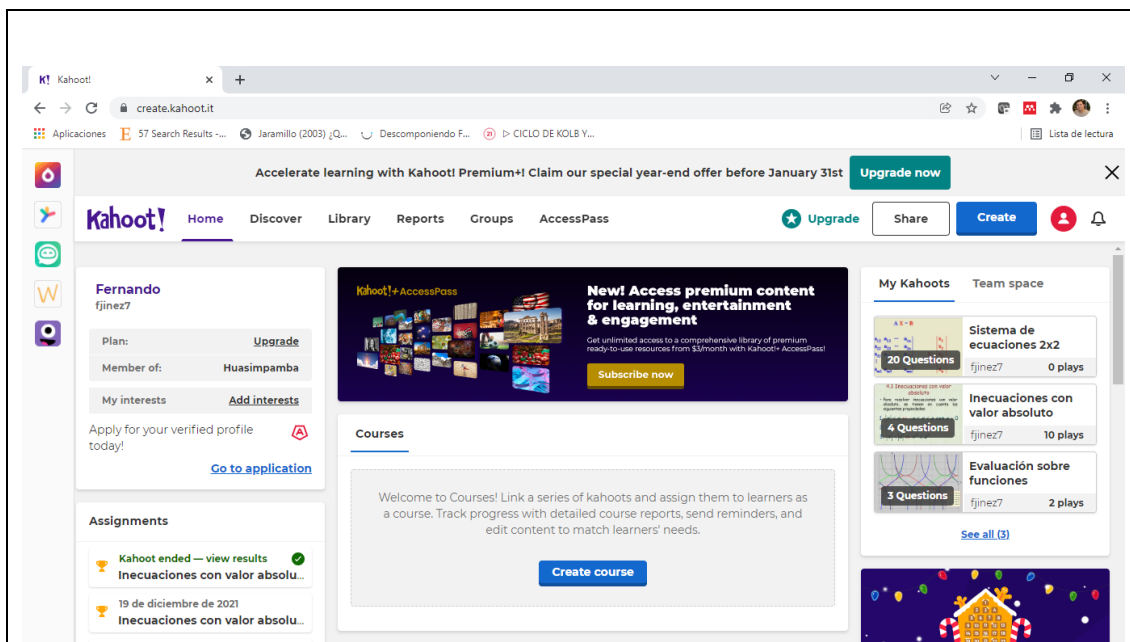 K! Kahoot!
create.kahoot.it
Aplicaciones
57 Search Results -...
Jaramillo (2003) ¿Q...
Descomponiendo F...
▷ CICLO DE KOLB Y...
Lista de lectura
Accelerate learning with Kahoot! Premium+! Claim our special year-end offer before January 31st
Upgrade now
Kahoot!
Home
Discover
Library
Reports
Groups
AccessPass
Upgrade
Share
Create
Fernando
fjinez7
Plan: Upgrade
Member of: Huasimpamba
My interests Add interests
Apply for your verified profile
today!
Go to application
Assignments
Kahoot ended — view results
Inecuaciones con valor absolu...
19 de diciembre de 2021
Inecuaciones con valor absolu...
Kahoot!+AccessPass
New! Access premium content
for learning, entertainment
& engagement
Get unlimited access to a comprehensive library of premium
ready-to-use resources from $3/month with Kahoot!+ AccessPass!
Subscribe now
Courses
Welcome to Courses! Link a series of kahoots and assign them to learners as
a course. Track progress with detailed course reports, send reminders, and
edit content to match learners' needs.
Create course
My Kahoots
Team space
20 Questions
Sistema de
ecuaciones 2x2
fjinez7 0 plays
4.3 Inecuaciones con valor
absoluto
4 Questions
Inecuaciones con
valor absoluto
fjinez7 10 plays
3 Questions
Evaluación sobre
funciones
fjinez7 2 plays
See all (3)